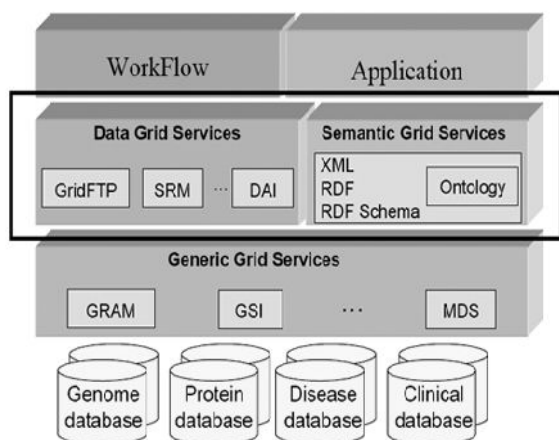 WorkFlow
Application
Data Grid Services
GridFTP
SRM
...
DAI
Semantic Grid Services
XML
RDF
RDF Schema
Ontology
Generic Grid Services
GRAM
GSI
...
MDS
Genome
database
Protein
database
Disease
database
Clinical
database